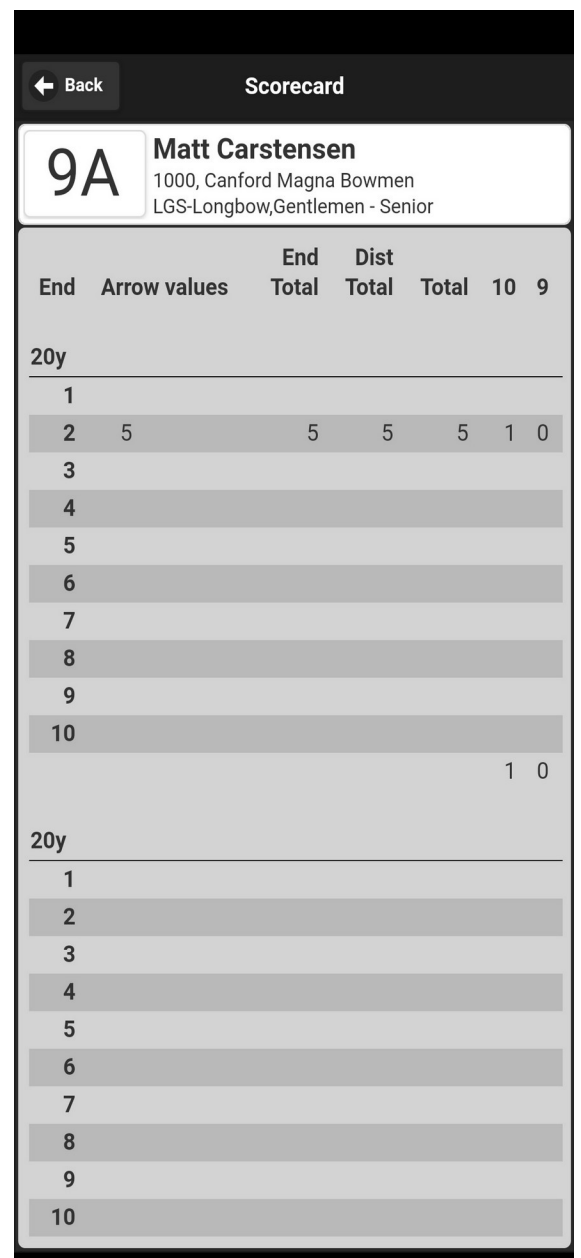 Back
Scorecard
9A
Matt Carstensen
1000, Canford Magna Bowmen
LGS-Longbow,Gentlemen - Senior
End Dist
End Arrow values Total Total Total 10 9
20y
1
2 5 5 5 5 1 0
3
4
5
6
7
8
9
10
1 0
20y
1
2
3
4
5
6
7
8
9
10